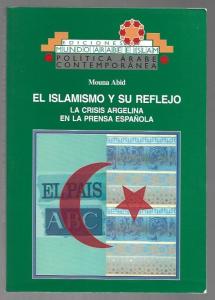 EDICIONES
MUNDO ÁRABE E ISLAM
POLÍTICA ÁRABE
CONTEMPORÁNEA
Mouna Abid
EL ISLAMISMO Y SU REFLEJO
LA CRISIS ARGELINA
EN LA PRENSA ESPAÑOLA
EL PAIS
ABC